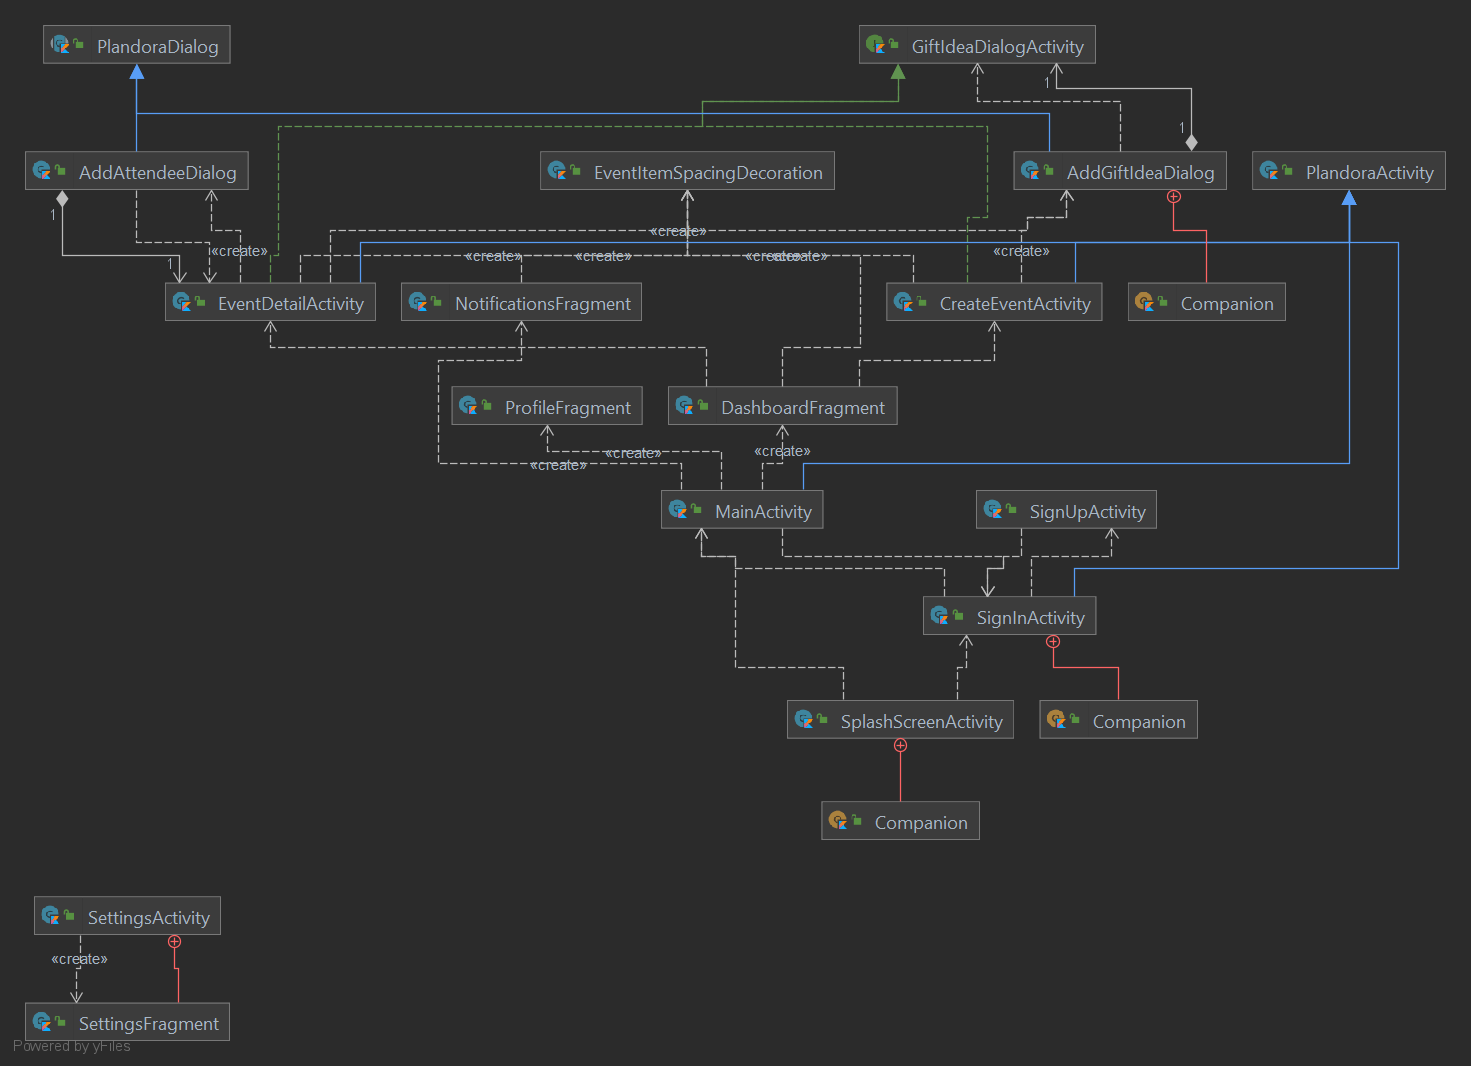 PlandoraDialog
GiftIdeaDialogActivity
1
1
AddAttendeeDialog
EventItemSpacingDecoration
AddGiftIdeaDialog
PlandoraActivity
1
«create»
«create»
«create»
1
«create»
«create»
«create»
«create»
EventDetailActivity
NotificationsFragment
CreateEventActivity
Companion
ProfileFragment
DashboardFragment
«create»
«create»
«create»
MainActivity
SignUpActivity
SignInActivity
SplashScreenActivity
Companion
Companion
SettingsActivity
«create»
SettingsFragment
Powered by yFiles